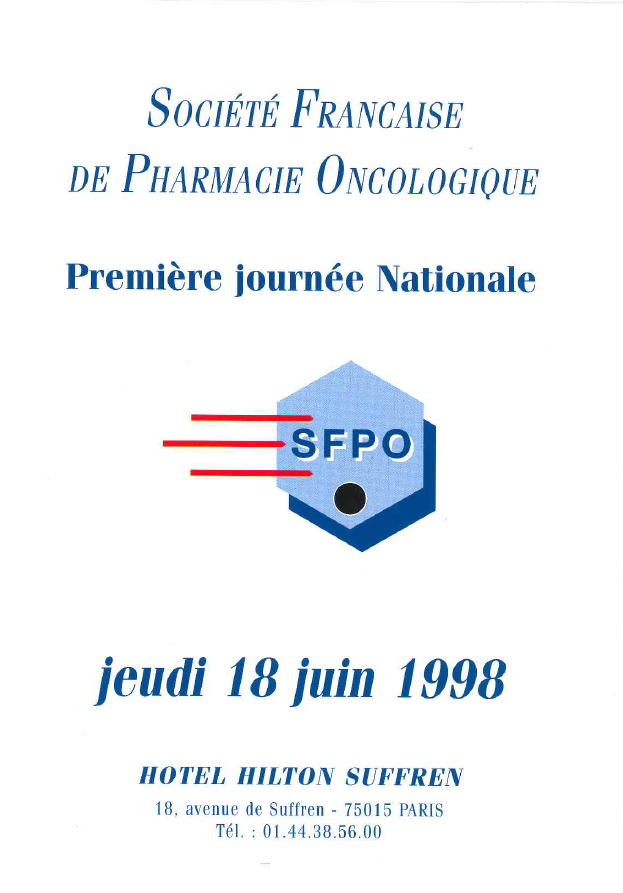 SOCIÉTÉ FRANCAISE
DE PHARMACIE ONCOLOGIQUE
Première journée Nationale
SFPO
jeudi 18 juin 1998
HOTEL HILTON SUFFREN
18, avenue de Suffren - 75015 PARIS
Tél. : 01.44.38.56.00